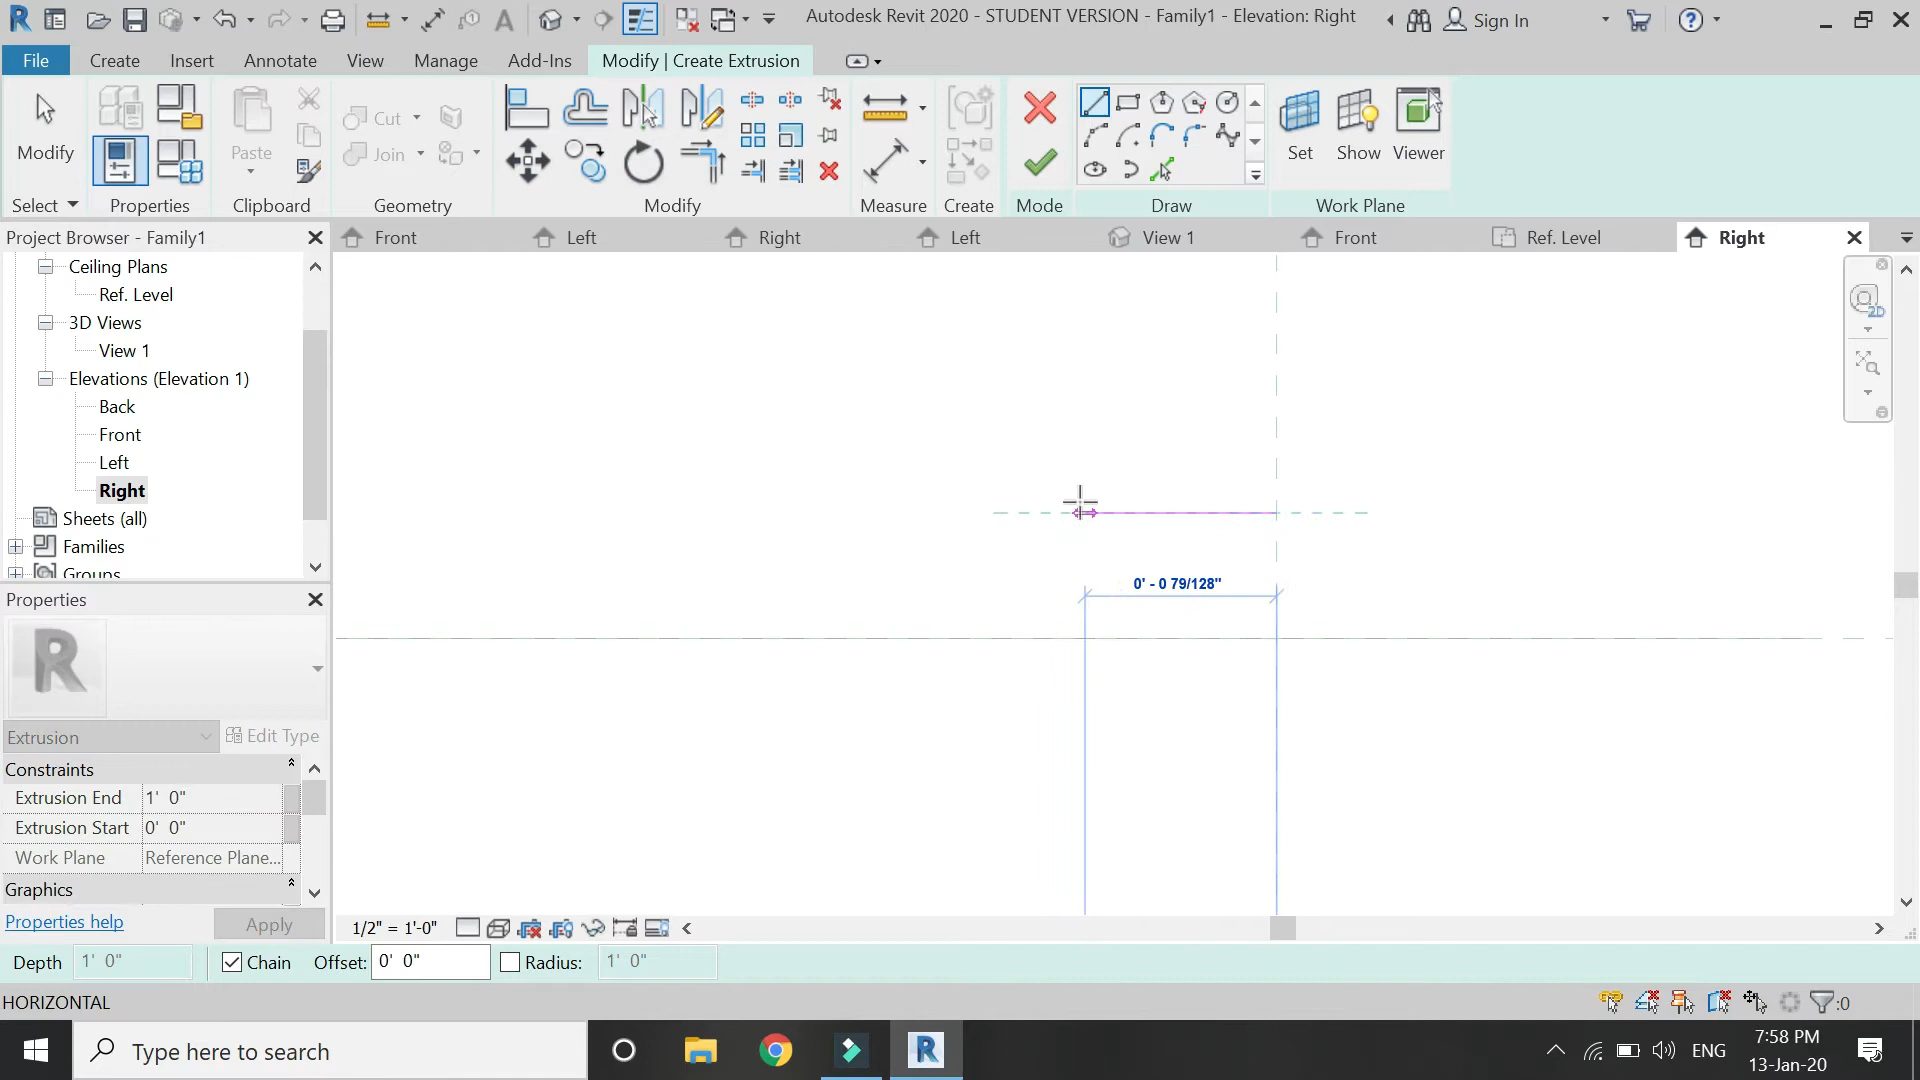 Autodesk Revit 2020 - STUDENT VERSION - Family1 - Elevation: Right
Sign In
File
Create
Insert
Annotate
View
Manage
Add-Ins
Modify | Create Extrusion
Modify
Paste
Cut
Join
Set
Show
Viewer
Select
Properties
Clipboard
Geometry
Modify
Measure
Create
Mode
Draw
Work Plane
Project Browser - Family1
Front
Left
Right
Left
View 1
Front
Ref. Level
Right
Ceiling Plans
Ref. Level
3D Views
View 1
Elevations (Elevation 1)
Back
Front
Left
Right
Sheets (all)
Families
Groups
2D
0' - 0 79/128"
Properties
R
Extrusion
Edit Type
Constraints
Extrusion End 1' 0"
Extrusion Start 0' 0"
Work Plane Reference Plane...
Graphics
Properties help
Apply
1/2" = 1'-0"
Depth 1' 0"
Chain
Offset: 0' 0"
Radius: 1' 0"
HORIZONTAL
:0
Type here to search
ENG
7:58 PM
13-Jan-20